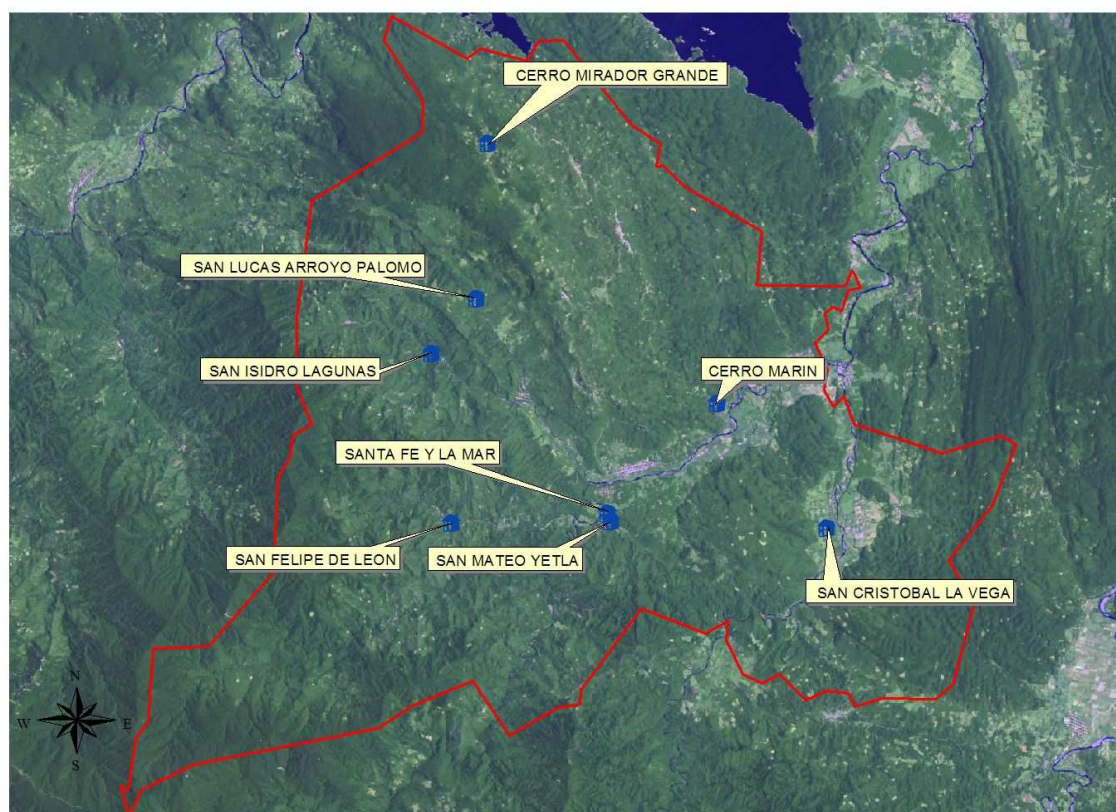 CERRO MIRADOR GRANDE
SAN LUCAS ARROYO PALOMO
SAN ISIDRO LAGUNAS
CERRO MARIN
SANTA FE Y LA MAR
SAN FELIPE DE LEON
SAN MATEO YETLA
SAN CRISTOBAL LA VEGA
N
W
E
S